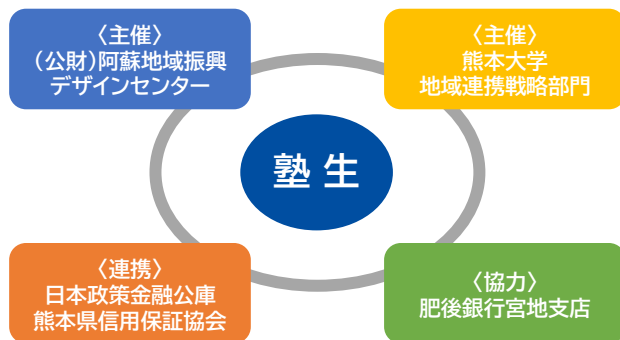 〈主催〉
(公財)阿蘇地域振興
デザインセンター
〈主催〉
熊本大学
地域連携戦略部門
塾生
〈連携〉
日本政策金融公庫
熊本県信用保証協会
〈協力〉
肥後銀行宮地支店